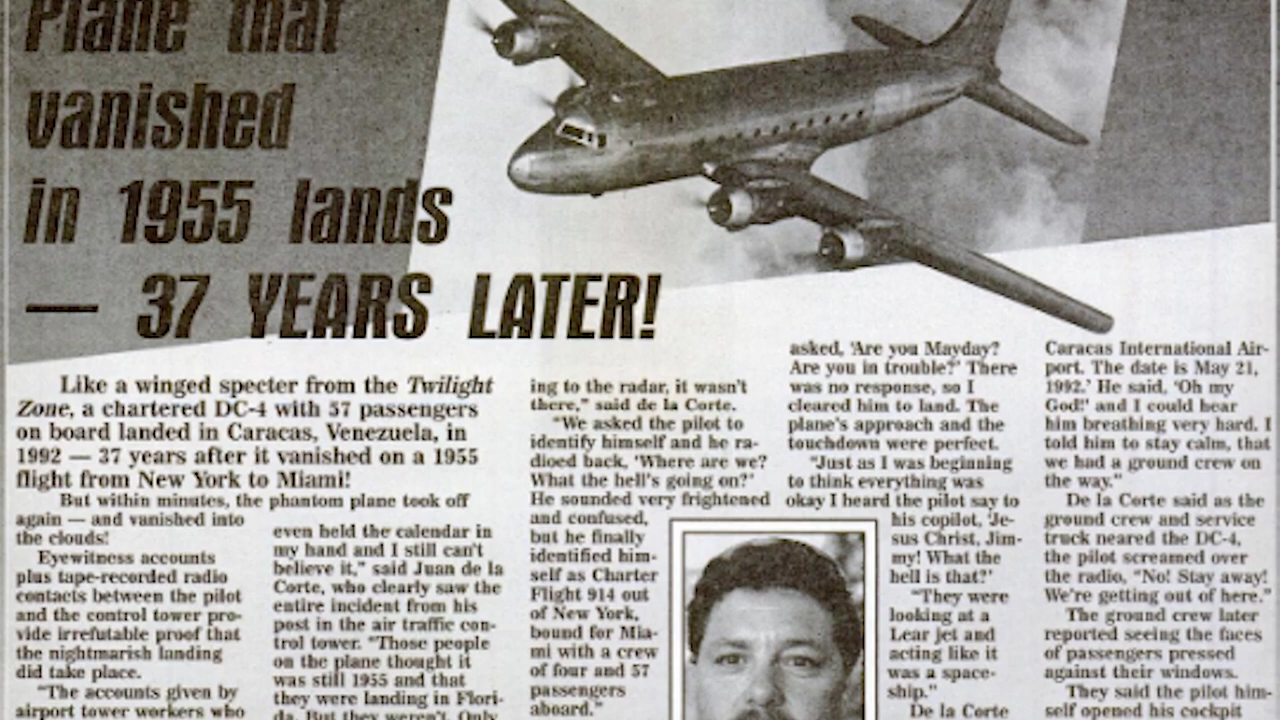 Plane that
vanished
in 1955 lands
— 37 YEARS LATER!
Like a winged specter from the Twilight
Zone, a chartered DC-4 with 57 passengers
on board landed in Caracas, Venezuela, in
1992 — 37 years after it vanished on a 1955
flight from New York to Miami!
But within minutes, the phantom plane took off
again — and vanished into
the clouds!
Eyewitness accounts
plus tape-recorded radio
contacts between the pilot
and the control tower pro-
vide irrefutable proof that
the nightmarish landing
did take place.
"The accounts given by
airport tower workers who
even held the calendar in
my hand and I still can't
believe it," said Juan de la
Corte, who clearly saw the
entire incident from his
post in the air traffic con-
trol tower. "Those people
on the plane thought it
was still 1955 and that
they were landing in Flori-
da. But they weren't. Only
ing to the radar, it wasn't
there," said de la Corte.
"We asked the pilot to
identify himself and he ra-
dioed back, 'Where are we?
What the hell's going on?'
He sounded very frightened
and confused,
but he finally
identified him-
self as Charter
Flight 914 out
of New York,
bound for Mia-
mi with a crew
of four and 57
passengers
aboard."
asked, 'Are you Mayday?
Are you in trouble?' There
was no response, so I
cleared him to land. The
plane's approach and the
touchdown were perfect.
"Just as I was beginning
to think everything was
okay I heard the pilot say to
his copilot, 'Je-
sus Christ, Jim-
my! What the
hell is that?'
"They were
looking at a
Lear jet and
acting like it
was a space-
ship."
De la Corte
Caracas International Air-
port. The date is May 21,
1992.' He said, 'Oh my
God!' and I could hear
him breathing very hard. I
told him to stay calm, that
we had a ground crew on
the way."
De la Corte said as the
ground crew and service
truck neared the DC-4,
the pilot screamed over
the radio, "No! Stay away!
We're getting out of here."
The ground crew later
reported seeing the faces
of passengers pressed
against their windows.
They said the pilot him-
self opened his cockpit